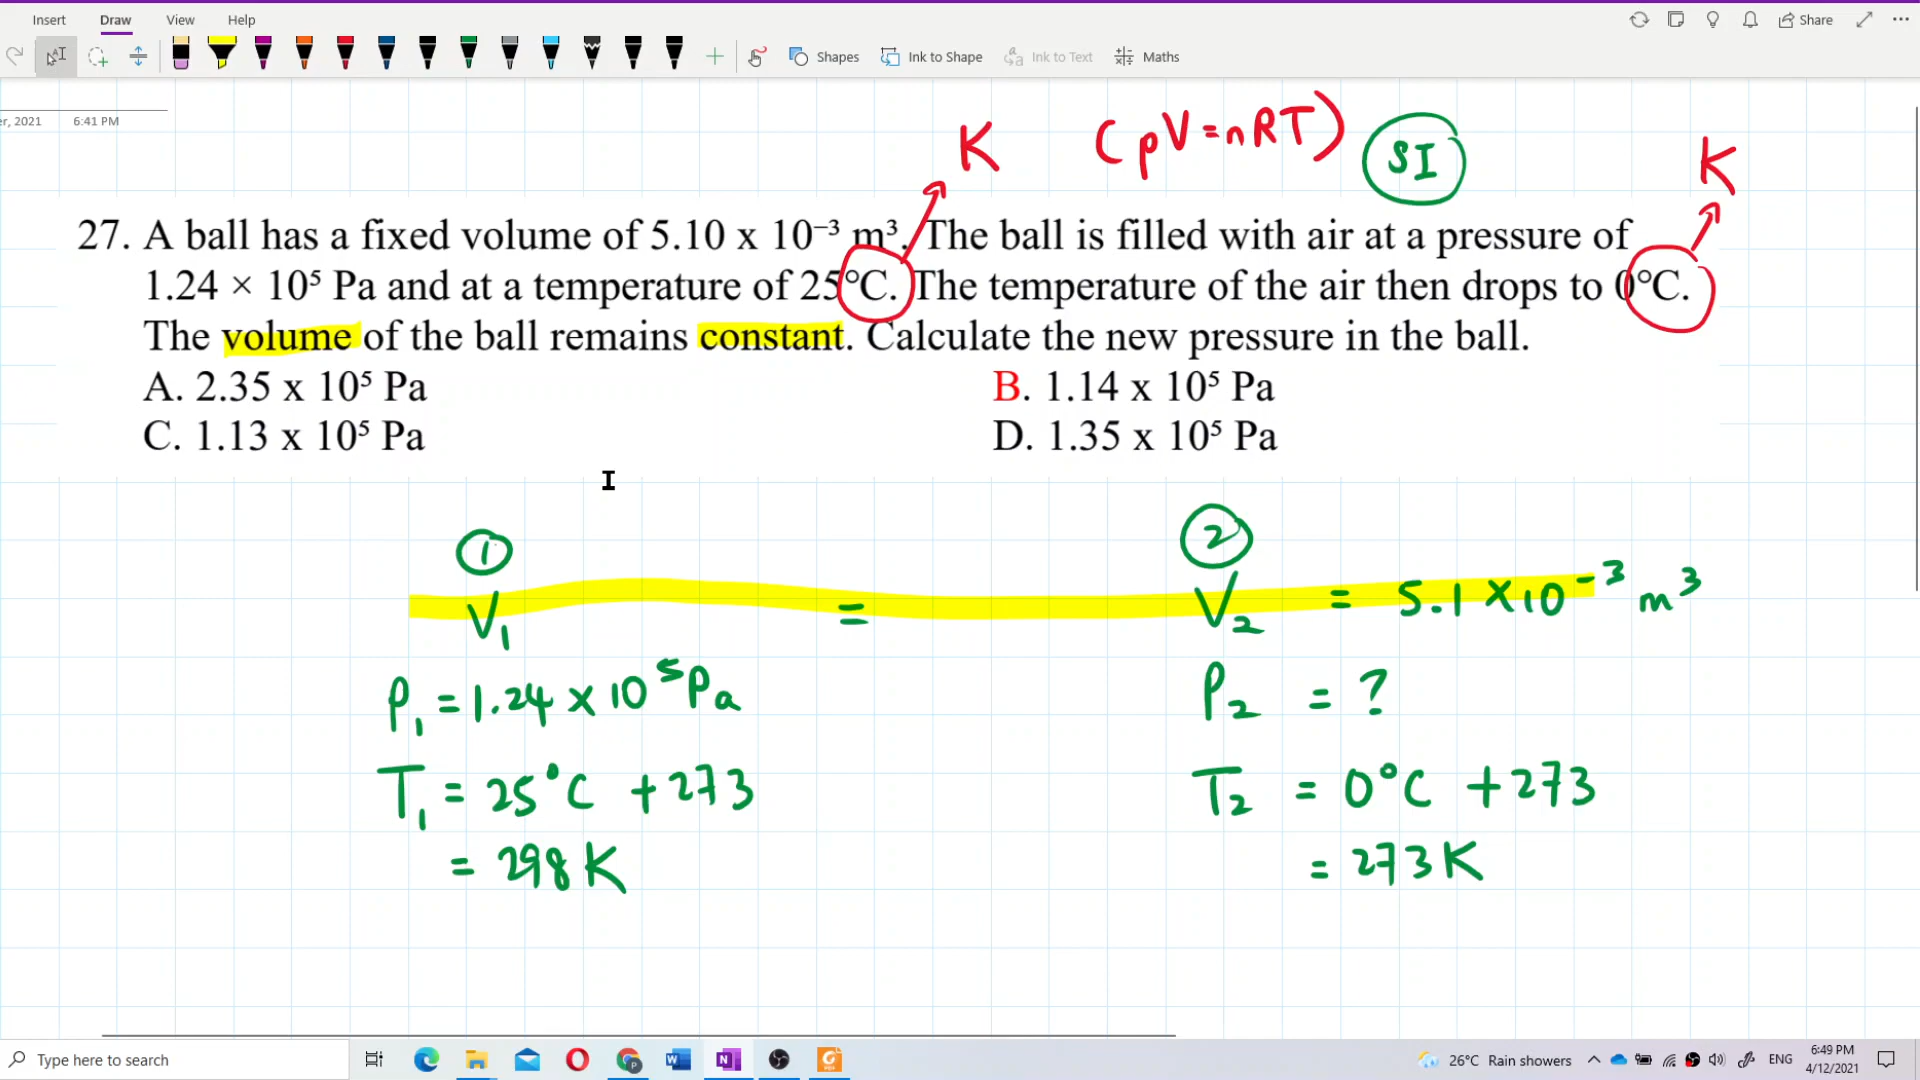 Insert Draw View Help
Share
Shapes Ink to Shape Ink to Text Maths
er, 2021 6:41 PM
K (pV=nRT) SI K
27. A ball has a fixed volume of 5.10 x 10⁻³ m³. The ball is filled with air at a pressure of
1.24 × 10⁵ Pa and at a temperature of 25°C. The temperature of the air then drops to 0°C.
The volume of the ball remains constant. Calculate the new pressure in the ball.
A. 2.35 x 10⁵ Pa B. 1.14 x 10⁵ Pa
C. 1.13 x 10⁵ Pa D. 1.35 x 10⁵ Pa
1 2
V₁ = V₂ = 5.1 × 10⁻³ m³
P₁ = 1.24 × 10⁵ Pa P₂ = ?
T₁ = 25°C + 273 T₂ = 0°C + 273
= 298 K = 273 K
Type here to search
26°C Rain showers ENG 6:49 PM
4/12/2021